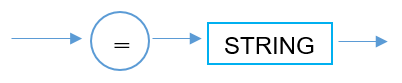 = STRING